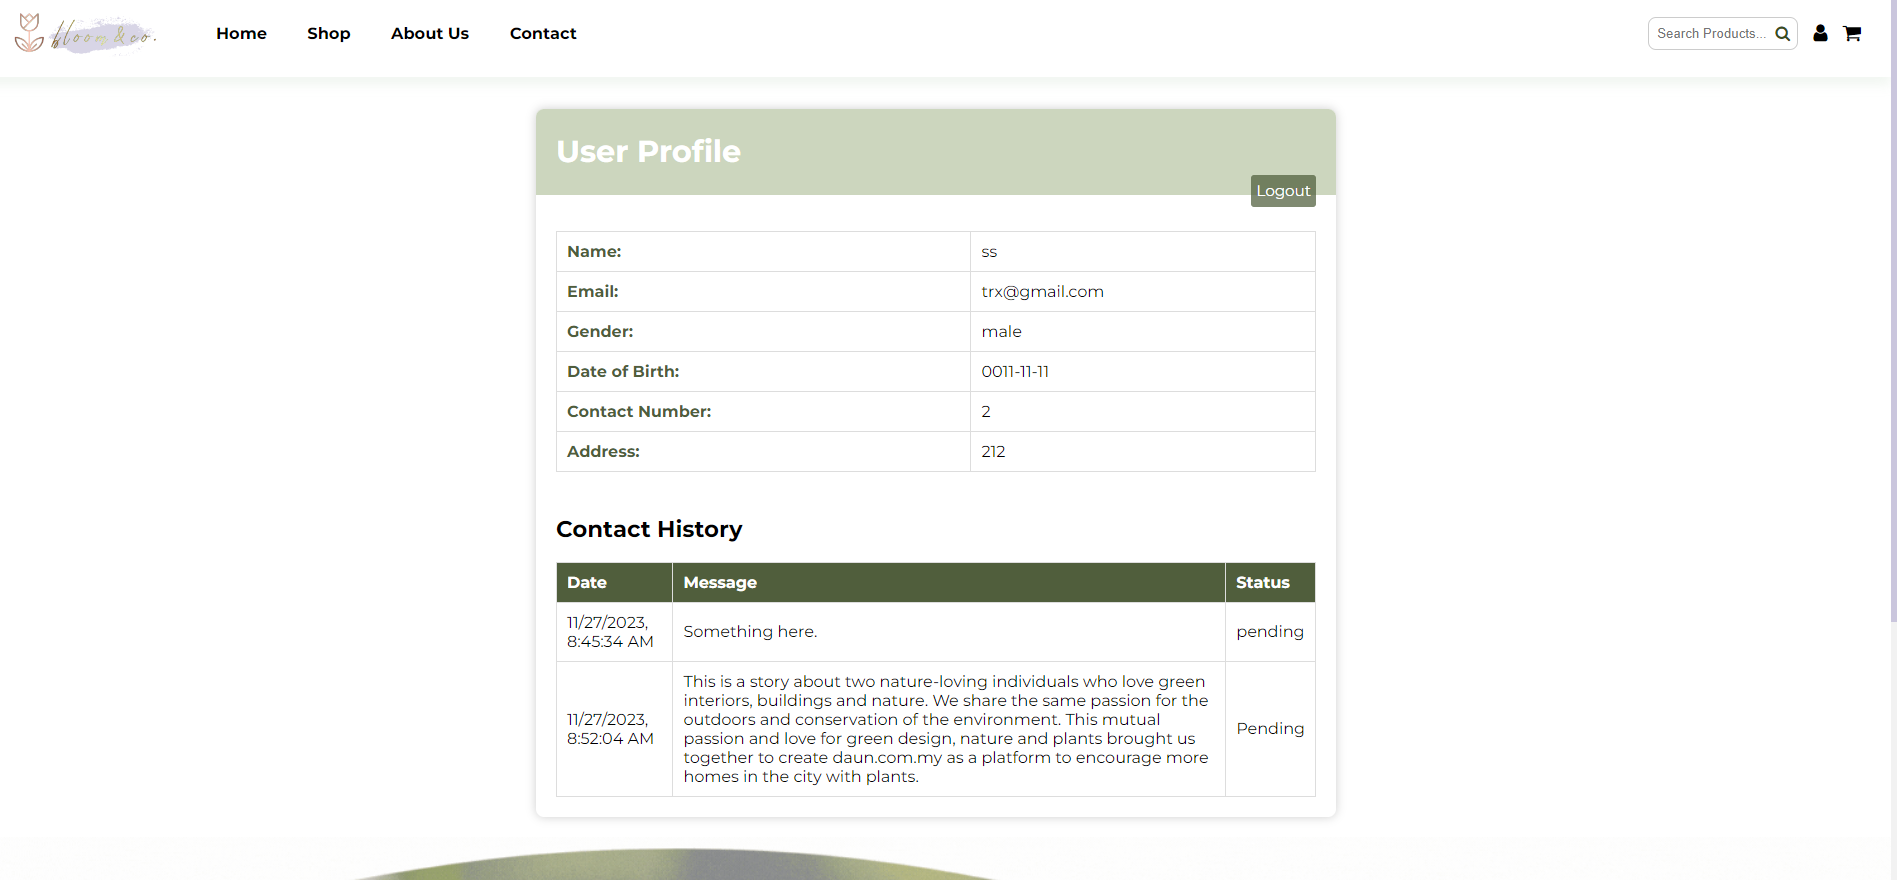 bloom & co.
Home Shop About Us Contact
Search Products...
User Profile
Logout
Name: ss
Email: trx@gmail.com
Gender: male
Date of Birth: 0011-11-11
Contact Number: 2
Address: 212
Contact History
Date Message Status
11/27/2023,
8:45:34 AM
Something here.
pending
11/27/2023,
8:52:04 AM
This is a story about two nature-loving individuals who love green
interiors, buildings and nature. We share the same passion for the
outdoors and conservation of the environment. This mutual
passion and love for green design, nature and plants brought us
together to create daun.com.my as a platform to encourage more
homes in the city with plants.
Pending